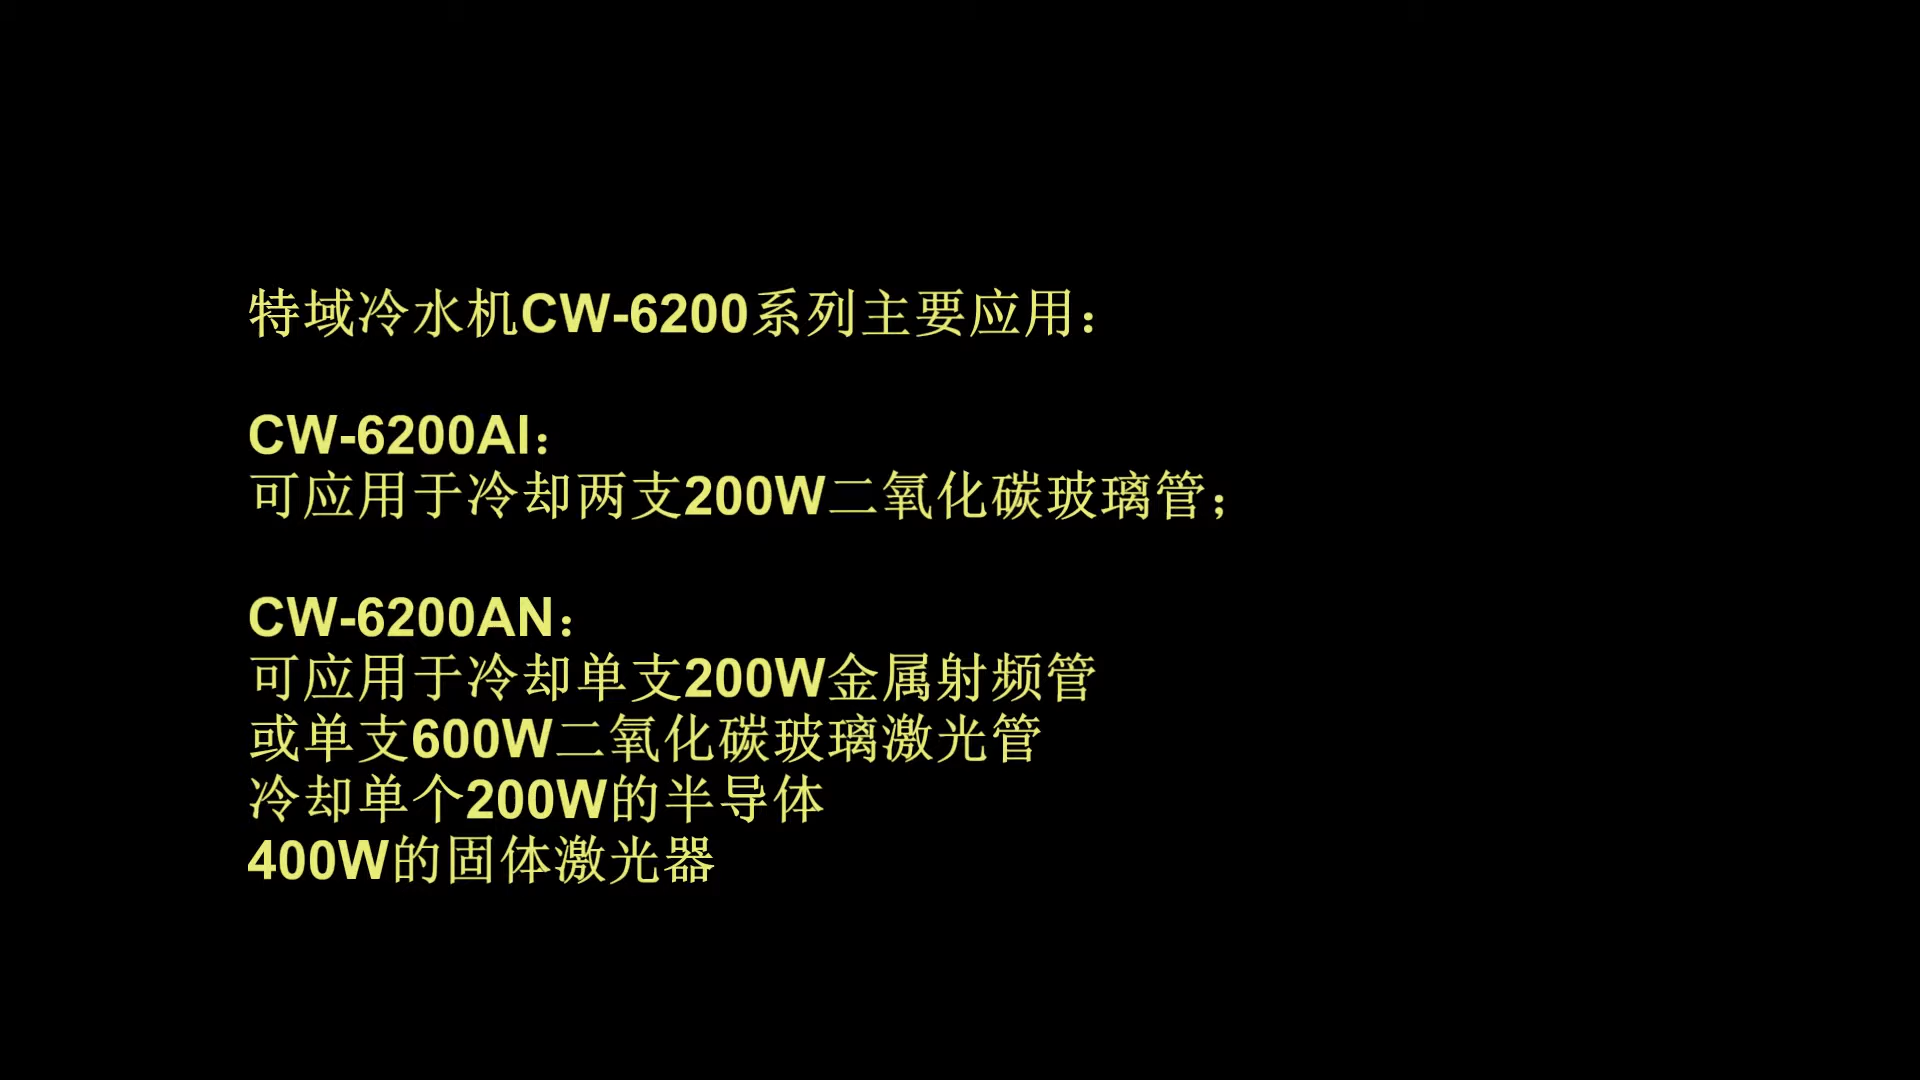 特域冷水机CW-6200系列主要应用：
CW-6200AI：
可应用于冷却两支200W二氧化碳玻璃管；
CW-6200AN：
可应用于冷却单支200W金属射频管
或单支600W二氧化碳玻璃激光管
冷却单个200W的半导体
400W的固体激光器